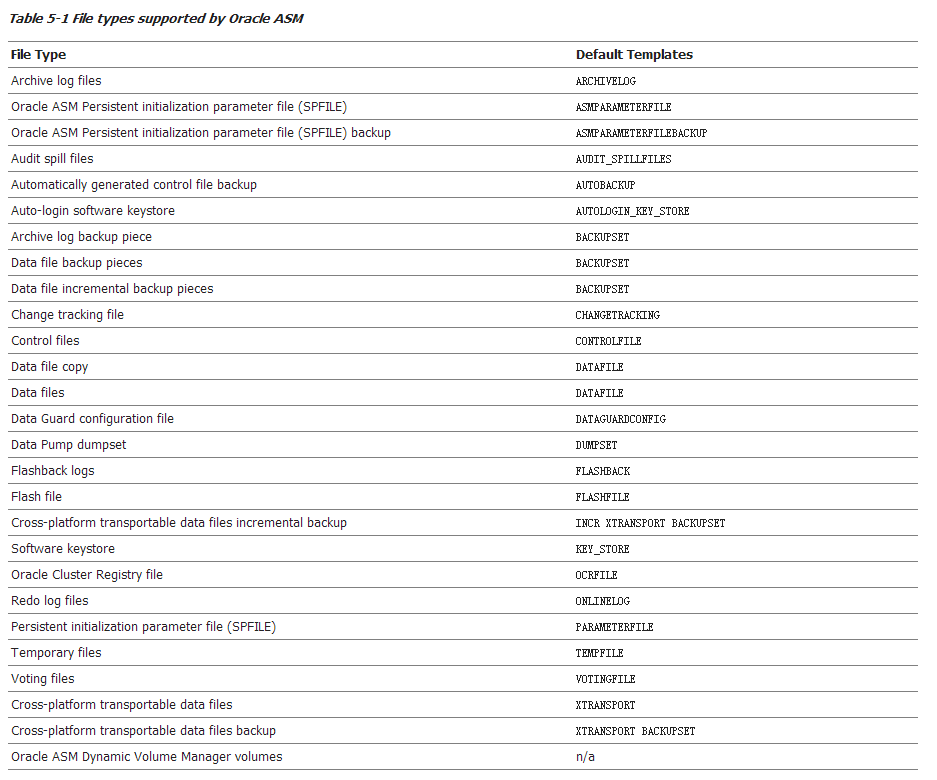 Table 5-1 File types supported by Oracle ASM
File Type Default Templates
Archive log files ARCHIVELOG
Oracle ASM Persistent initialization parameter file (SPFILE) ASMPARAMETERFILE
Oracle ASM Persistent initialization parameter file (SPFILE) backup ASMPARAMETERFILEBACKUP
Audit spill files AUDIT_SPILLFILES
Automatically generated control file backup AUTOBACKUP
Auto-login software keystore AUTOLOGIN_KEY_STORE
Archive log backup piece BACKUPSET
Data file backup pieces BACKUPSET
Data file incremental backup pieces BACKUPSET
Change tracking file CHANGETRACKING
Control files CONTROLFILE
Data file copy DATAFILE
Data files DATAFILE
Data Guard configuration file DATAGUARDCONFIG
Data Pump dumpset DUMPSET
Flashback logs FLASHBACK
Flash file FLASHFILE
Cross-platform transportable data files incremental backup INCR XTRANSPORT BACKUPSET
Software keystore KEY_STORE
Oracle Cluster Registry file OCRFILE
Redo log files ONLINELOG
Persistent initialization parameter file (SPFILE) PARAMETERFILE
Temporary files TEMPFILE
Voting files VOTINGFILE
Cross-platform transportable data files XTRANSPORT
Cross-platform transportable data files backup XTRANSPORT BACKUPSET
Oracle ASM Dynamic Volume Manager volumes n/a